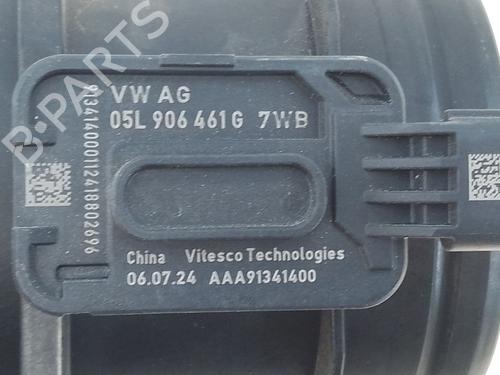 B-PARTS
VW AG
05L 906 461G 7WB
China Vitesco Technologies
06.07.24 AAA91341400